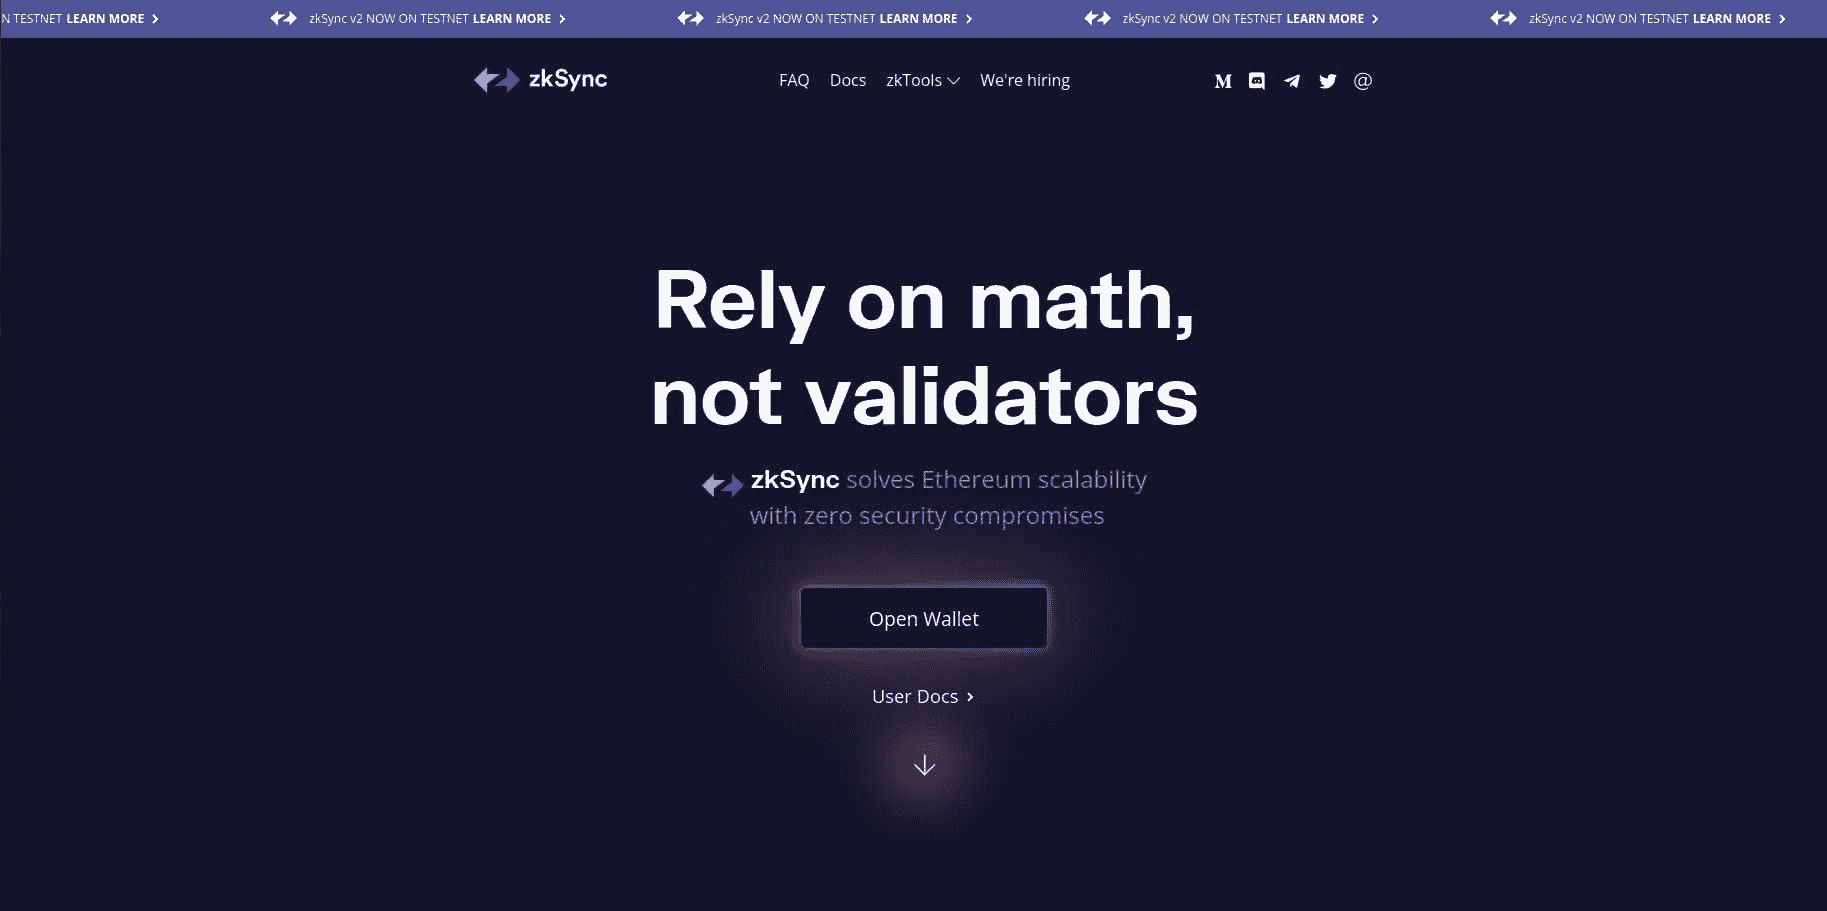 N TESTNET LEARN MORE
zkSync v2 NOW ON TESTNET LEARN MORE
zkSync v2 NOW ON TESTNET LEARN MORE
zkSync v2 NOW ON TESTNET LEARN MORE
zkSync v2 NOW ON TESTNET LEARN MORE
zkSync
FAQ Docs zkTools We're hiring
M @
Rely on math,
not validators
zkSync solves Ethereum scalability
with zero security compromises
Open Wallet
User Docs